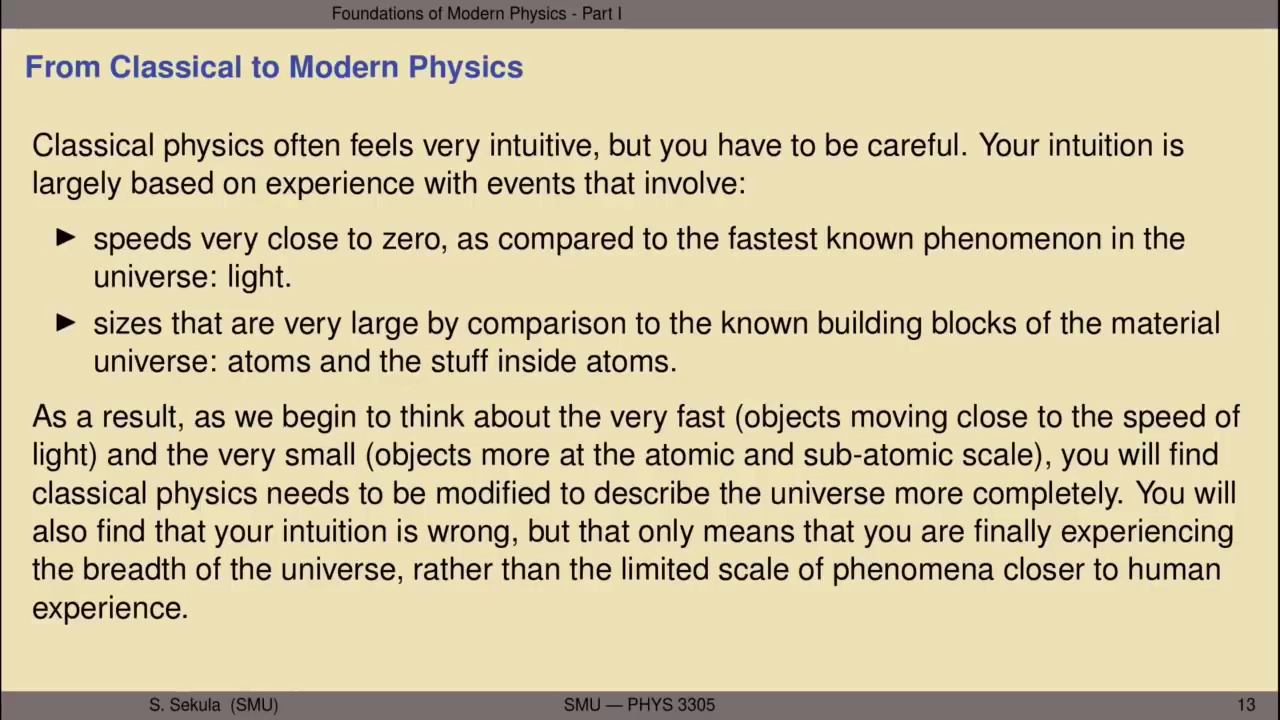 Foundations of Modern Physics - Part I
From Classical to Modern Physics
Classical physics often feels very intuitive, but you have to be careful. Your intuition is
largely based on experience with events that involve:
▶ speeds very close to zero, as compared to the fastest known phenomenon in the
universe: light.
▶ sizes that are very large by comparison to the known building blocks of the material
universe: atoms and the stuff inside atoms.
As a result, as we begin to think about the very fast (objects moving close to the speed of
light) and the very small (objects more at the atomic and sub-atomic scale), you will find
classical physics needs to be modified to describe the universe more completely. You will
also find that your intuition is wrong, but that only means that you are finally experiencing
the breadth of the universe, rather than the limited scale of phenomena closer to human
experience.
S. Sekula (SMU) SMU — PHYS 3305 13